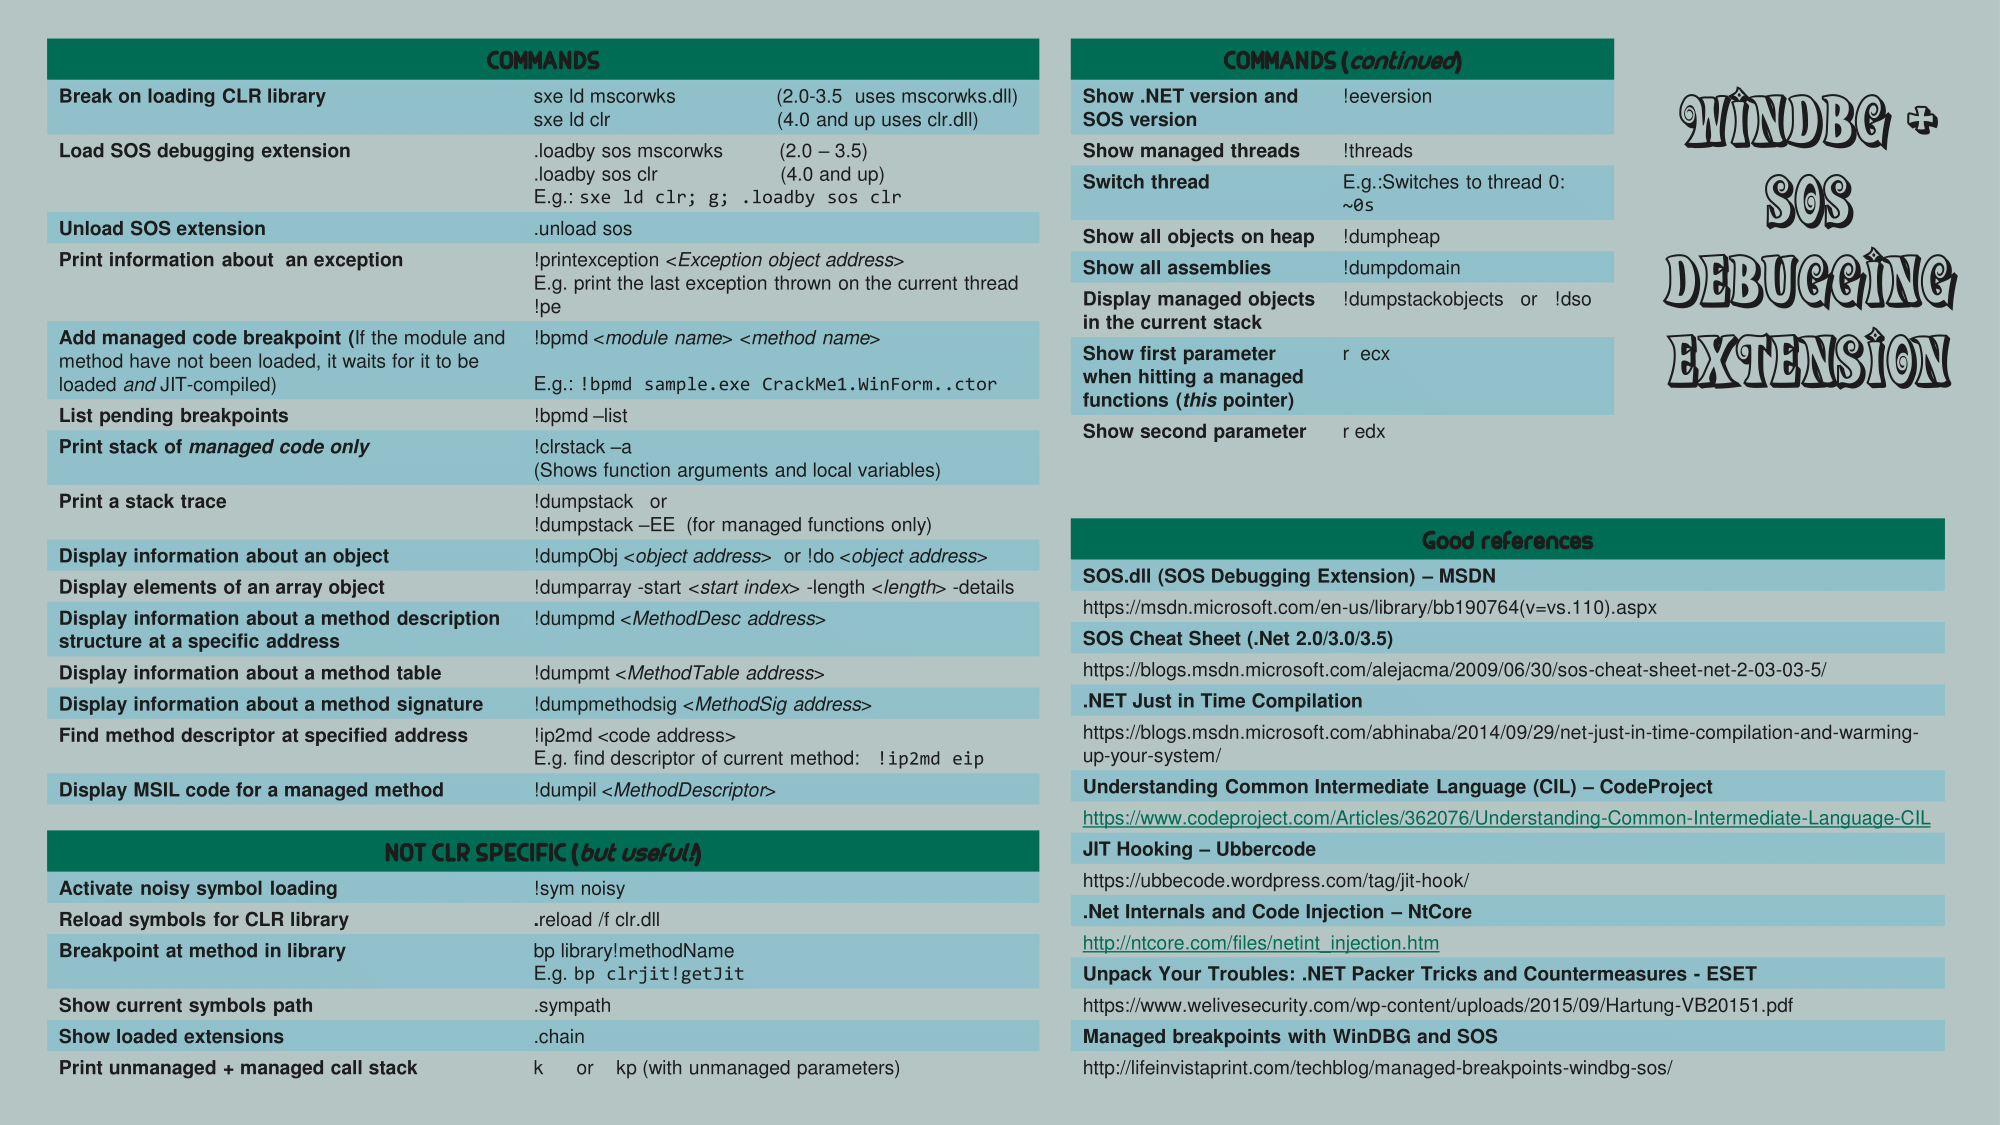 COMMANDS
Break on loading CLR library sxe ld mscorwks (2.0-3.5 uses mscorwks.dll)
sxe ld clr (4.0 and up uses clr.dll)
Load SOS debugging extension .loadby sos mscorwks (2.0 – 3.5)
.loadby sos clr (4.0 and up)
E.g.: sxe ld clr; g; .loadby sos clr
Unload SOS extension .unload sos
Print information about an exception !printexception <Exception object address>
E.g. print the last exception thrown on the current thread
!pe
Add managed code breakpoint (If the module and !bpmd <module name> <method name>
method have not been loaded, it waits for it to be
loaded and JIT-compiled) E.g.: !bpmd sample.exe CrackMe1.WinForm..ctor
List pending breakpoints !bpmd –list
Print stack of managed code only !clrstack –a
(Shows function arguments and local variables)
Print a stack trace !dumpstack or
!dumpstack –EE (for managed functions only)
Display information about an object !dumpObj <object address> or !do <object address>
Display elements of an array object !dumparray -start <start index> -length <length> -details
Display information about a method description !dumpmd <MethodDesc address>
structure at a specific address
Display information about a method table !dumpmt <MethodTable address>
Display information about a method signature !dumpmethodsig <MethodSig address>
Find method descriptor at specified address !ip2md <code address>
E.g. find descriptor of current method: !ip2md eip
Display MSIL code for a managed method !dumpil <MethodDescriptor>
NOT CLR SPECIFIC (but useful!)
Activate noisy symbol loading !sym noisy
Reload symbols for CLR library .reload /f clr.dll
Breakpoint at method in library bp library!methodName
E.g. bp clrjit!getJit
Show current symbols path .sympath
Show loaded extensions .chain
Print unmanaged + managed call stack k or kp (with unmanaged parameters)
COMMANDS (continued)
Show .NET version and !eeversion
SOS version
Show managed threads !threads
Switch thread E.g.:Switches to thread 0:
~0s
Show all objects on heap !dumpheap
Show all assemblies !dumpdomain
Display managed objects !dumpstackobjects or !dso
in the current stack
Show first parameter r ecx
when hitting a managed
functions (this pointer)
Show second parameter r edx
WINDBG +
SOS
DEBUGGING
EXTENSION
Good references
SOS.dll (SOS Debugging Extension) – MSDN
https://msdn.microsoft.com/en-us/library/bb190764(v=vs.110).aspx
SOS Cheat Sheet (.Net 2.0/3.0/3.5)
https://blogs.msdn.microsoft.com/alejacma/2009/06/30/sos-cheat-sheet-net-2-03-03-5/
.NET Just in Time Compilation
https://blogs.msdn.microsoft.com/abhinaba/2014/09/29/net-just-in-time-compilation-and-warming-
up-your-system/
Understanding Common Intermediate Language (CIL) – CodeProject
https://www.codeproject.com/Articles/362076/Understanding-Common-Intermediate-Language-CIL
JIT Hooking – Ubbercode
https://ubbecode.wordpress.com/tag/jit-hook/
.Net Internals and Code Injection – NtCore
http://ntcore.com/files/netint_injection.htm
Unpack Your Troubles: .NET Packer Tricks and Countermeasures - ESET
https://www.welivesecurity.com/wp-content/uploads/2015/09/Hartung-VB20151.pdf
Managed breakpoints with WinDBG and SOS
http://lifeinvistaprint.com/techblog/managed-breakpoints-windbg-sos/